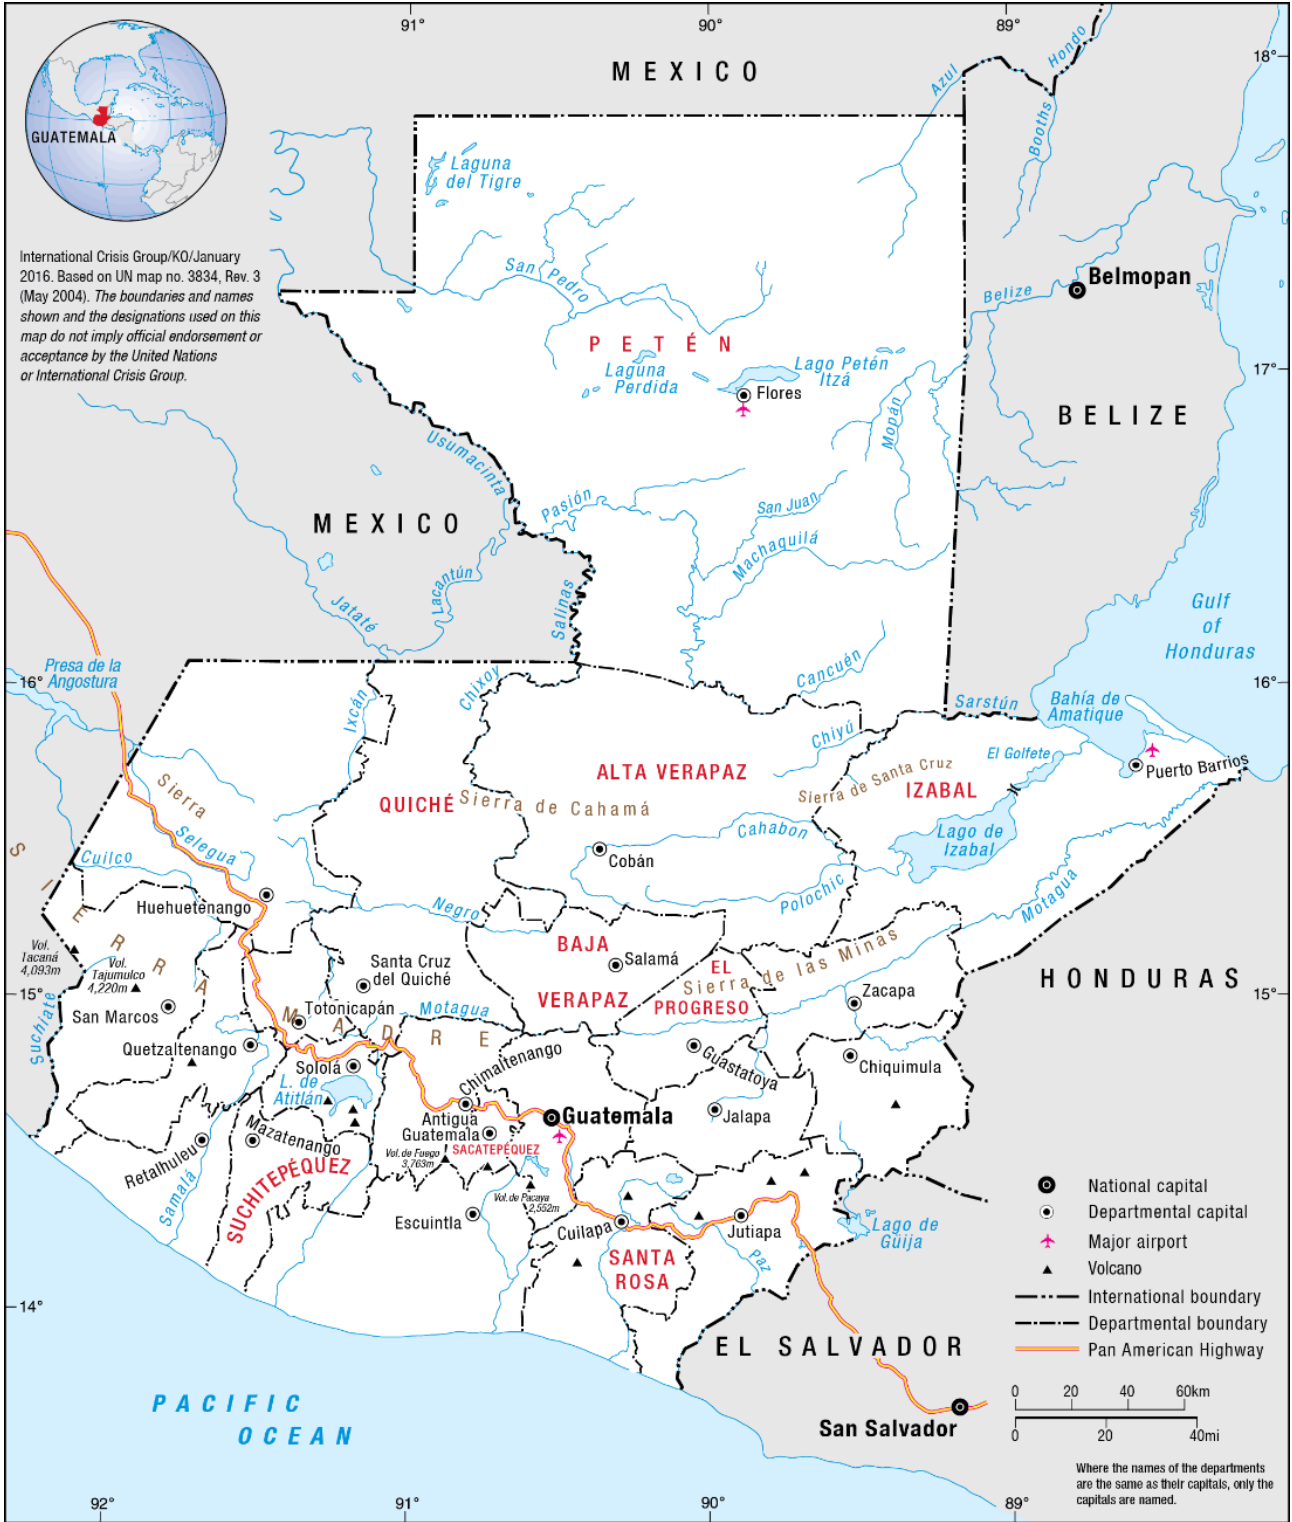 91°
90°
89°
18°
MEXICO
Azul
Hondo
Booths
GUATEMALA
Laguna
del Tigre
International Crisis Group/KO/January
2016. Based on UN map no. 3834, Rev. 3
(May 2004). The boundaries and names
shown and the designations used on this
map do not imply official endorsement or
acceptance by the United Nations
or International Crisis Group.
San Pedro
Belize
Belmopan
PETÉN
Laguna
Perdida
Lago Petén
Itzá
Flores
17°
Mopán
BELIZE
Usumacinta
MEXICO
Pasión
San Juan
Machaquilá
Lacantún
Jataté
Salinas
Gulf
of
Honduras
Presa de la
Angostura
16°
16°
Ixcán
Chixoy
Cancuén
Sarstún
Bahía de
Amatique
Chiyú
El Golfete
Puerto Barrios
Sierra
ALTA VERAPAZ
Sierra de Santa Cruz
IZABAL
QUICHÉ
Sierra de Cahamá
Selegua
Cahabon
Lago de
Izabal
Cuilco
Cobán
Polochic
Motagua
Huehuetenango
Negro
SIERRA MADRE
Vol.
Tacaná
4,093m
Vol.
Tajumulco
4,220m
Santa Cruz
del Quiché
BAJA
VERAPAZ
Salamá
EL
PROGRESO
Sierra de las Minas
HONDURAS
15°
15°
San Marcos
Totonicapán
Motagua
Zacapa
Suchiate
Quetzaltenango
Sololá
Chimaltenango
Guastatoya
Chiquimula
L. de
Atitlán
Antigua
Guatemala
Guatemala
Jalapa
Mazatenango
Retalhuleu
Vol. de Fuego
3,763m
SACATEPÉQUEZ
SUCHITEPÉQUEZ
Samalá
Vol. de Pacaya
2,552m
Escuintla
Cuilapa
Jutiapa
Lago de
Güija
SANTA
ROSA
Paz
National capital
Departmental capital
Major airport
Volcano
International boundary
Departmental boundary
Pan American Highway
14°
EL SALVADOR
San Salvador
PACIFIC
OCEAN
0 20 40 60km
0 20 40mi
Where the names of the departments
are the same as their capitals, only the
capitals are named.
92°
91°
90°
89°